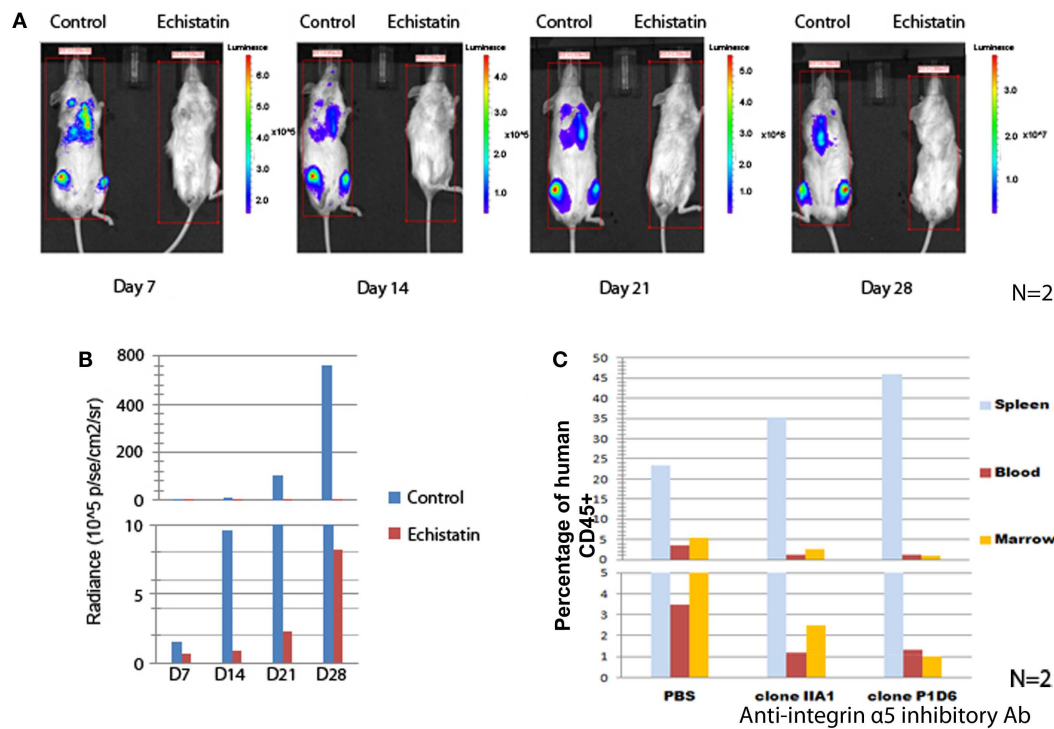 A
Control Echistatin Control Echistatin Control Echistatin Control Echistatin
Luminesce Luminesce Luminesce Luminesce
6.0
5.0
4.0
x10^5
3.0
2.0
4.0
3.0
x10^6
2.0
1.0
5.0
4.0
3.0
x10^6
2.0
1.0
3.0
2.0
x10^7
1.0
Day 7 Day 14 Day 21 Day 28
N=2
B
Radiance (10^5 p/se/cm2/sr)
800
400
200
0
10
5
0
D7 D14 D21 D28
Control
Echistatin
C
Percentage of human
CD45+
50
45
40
35
30
25
20
15
10
5
0
5
4
3
2
1
0
PBS clone IIA1 clone P1D6
Anti-integrin α5 inhibitory Ab
Spleen
Blood
Marrow
N=2